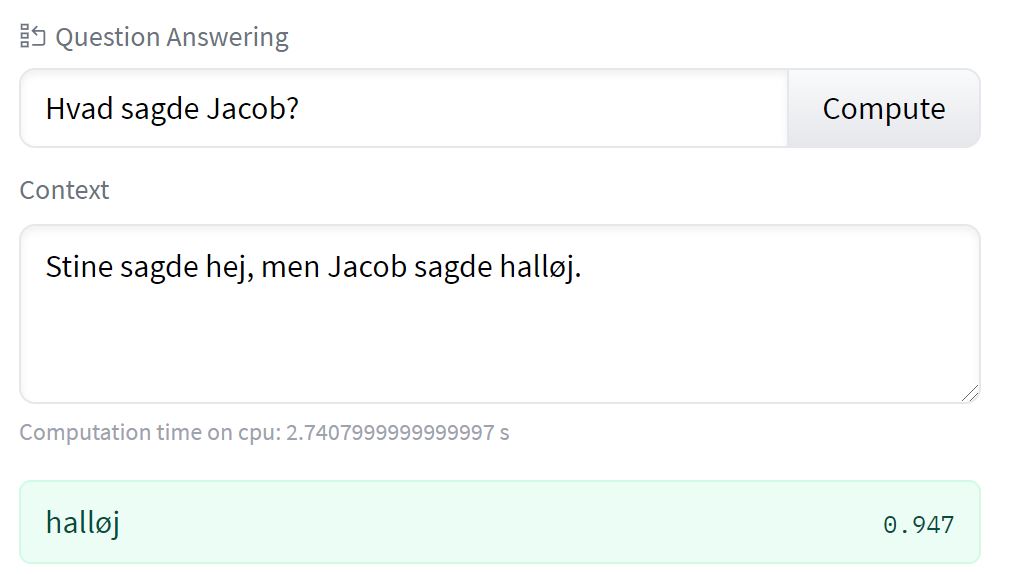 Question Answering
Hvad sagde Jacob?
Compute
Context
Stine sagde hej, men Jacob sagde halløj.
Computation time on cpu: 2.7407999999999997 s
halløj
0.947